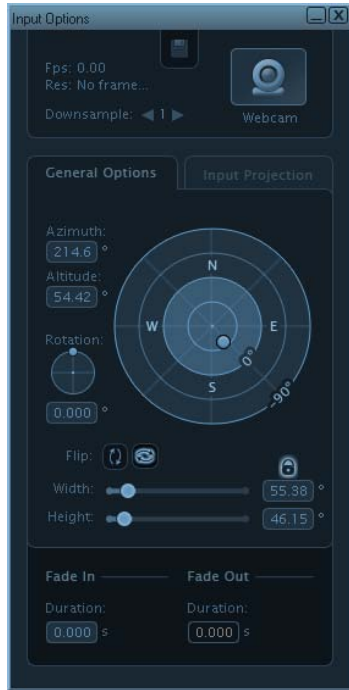 Input Options
Fps: 0.00
Res: No frame...
Downsample: 1
Webcam
General Options
Input Projection
Azimuth:
214.6 °
Altitude:
54.42 °
Rotation:
0.000 °
N
W
E
S
0°
-90°
Flip:
Width: 55.38 °
Height: 46.15 °
Fade In
Fade Out
Duration:
Duration:
0.000 s
0.000 s